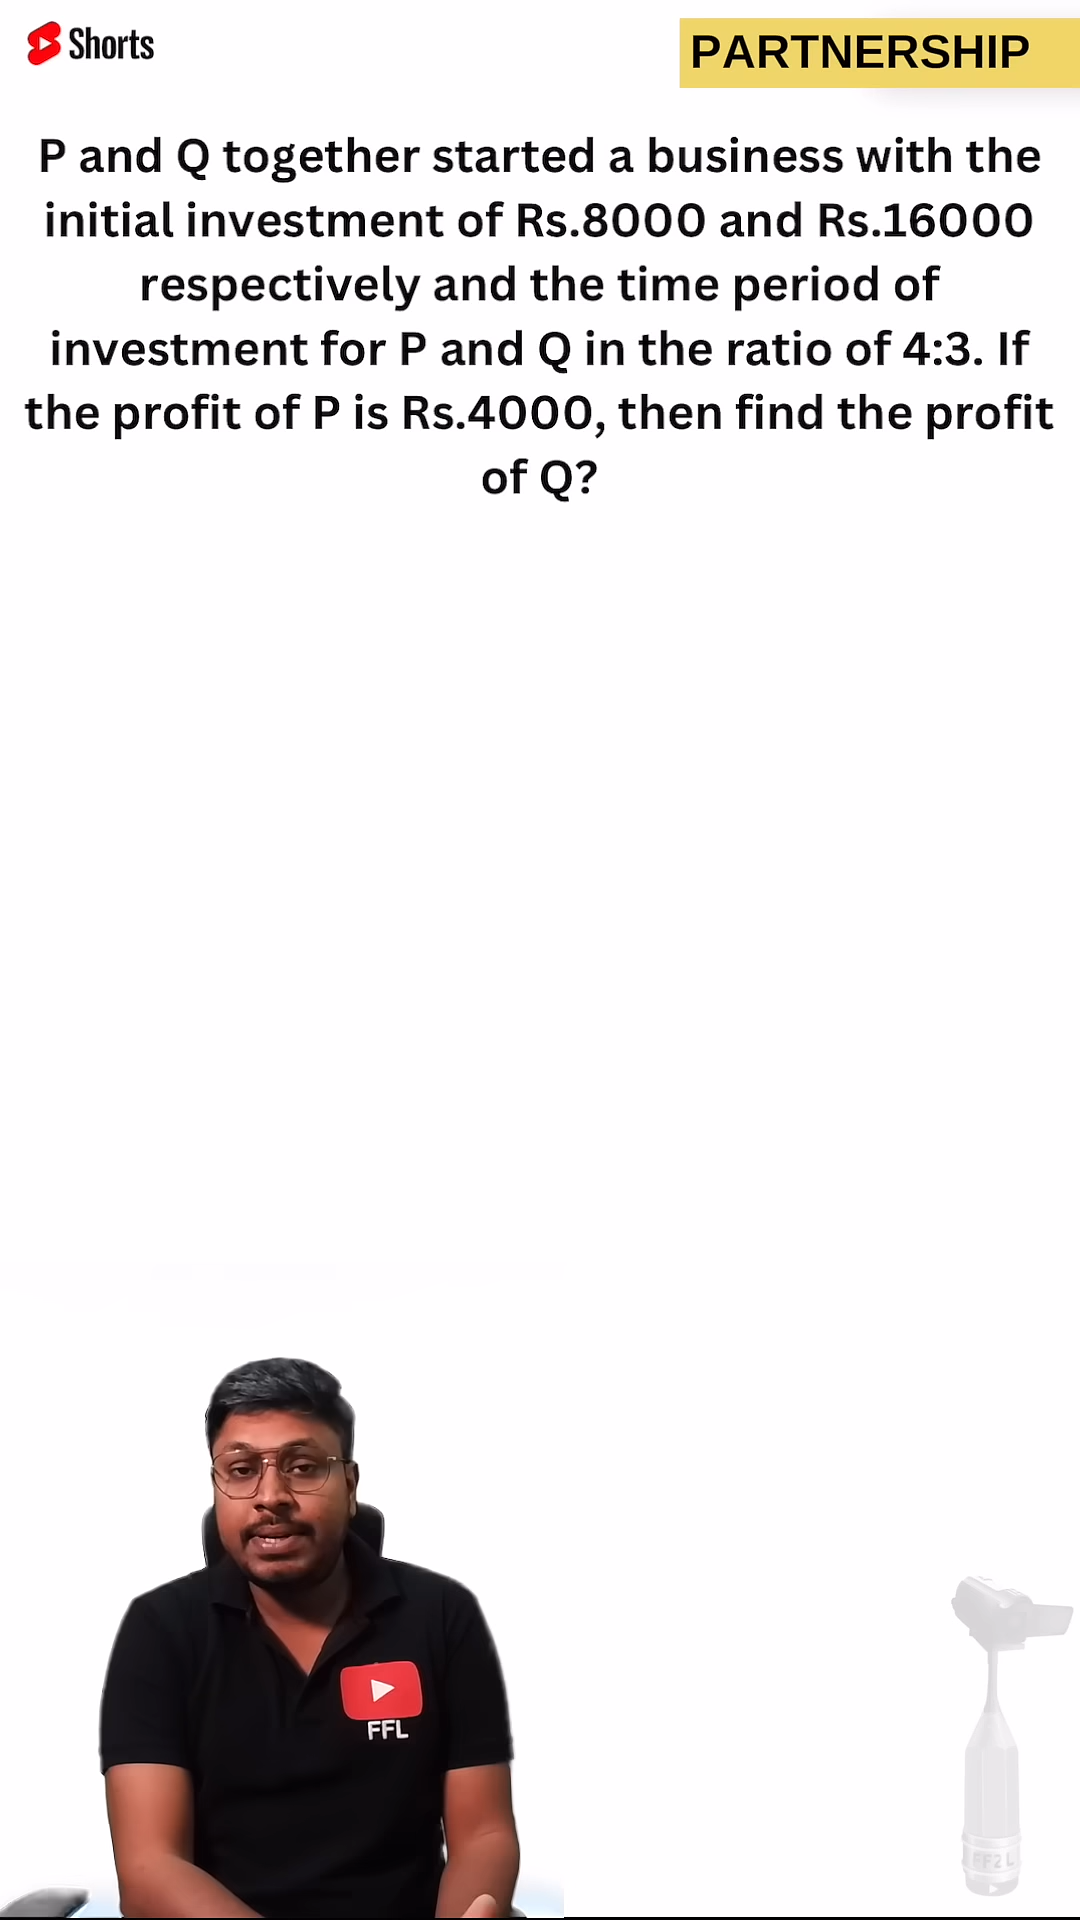 Shorts
PARTNERSHIP
P and Q together started a business with the
initial investment of Rs.8000 and Rs.16000
respectively and the time period of
investment for P and Q in the ratio of 4:3. If
the profit of P is Rs.4000, then find the profit
of Q?
FFL
FF2 L